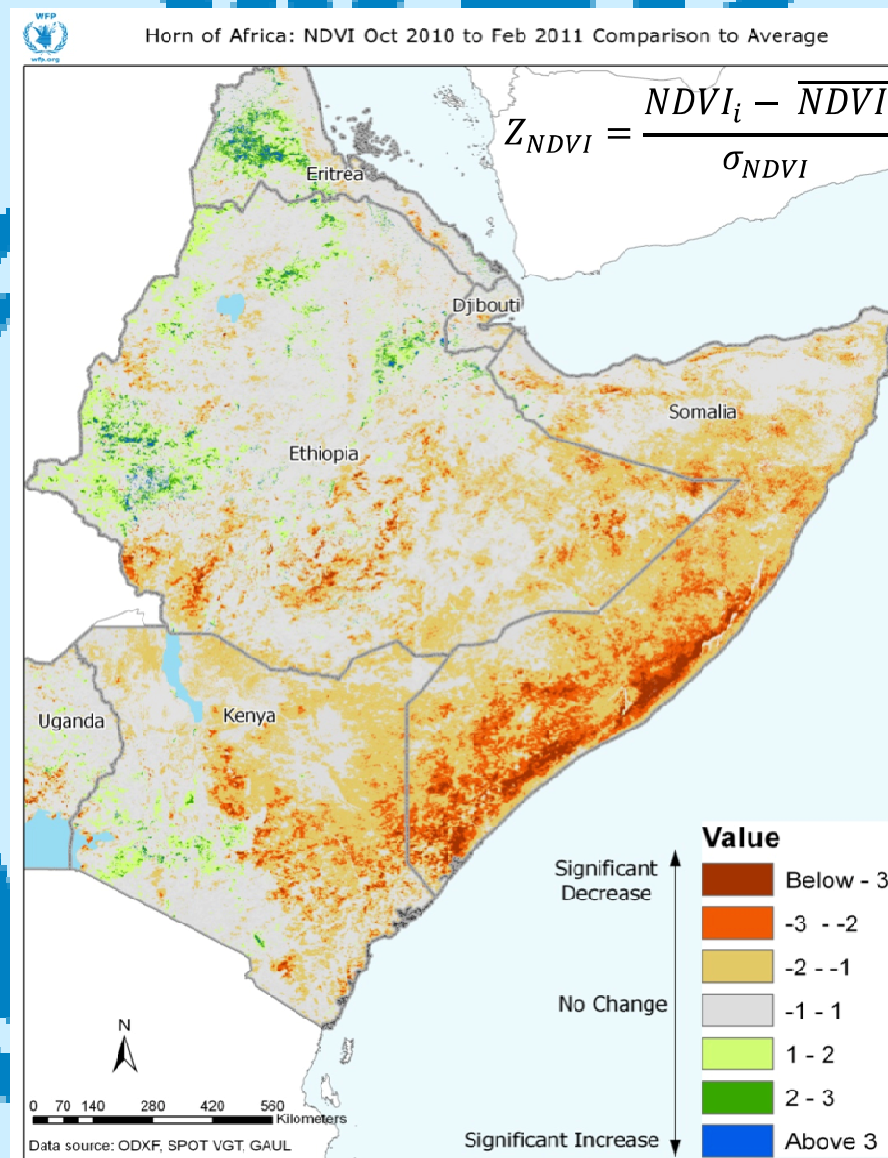 WFP
wfp.org
Horn of Africa: NDVI Oct 2010 to Feb 2011 Comparison to Average
Z_NDVI = (NDVI_i − \overline{NDVI}) / σ_NDVI
Eritrea
Djibouti
Somalia
Ethiopia
Uganda
Kenya
Value
Significant Decrease
Below - 3
-3 - -2
-2 - -1
No Change
-1 - 1
1 - 2
2 - 3
Significant Increase
Above 3
N
0 70 140 280 420 560
Kilometers
Data source: ODXF, SPOT VGT, GAUL